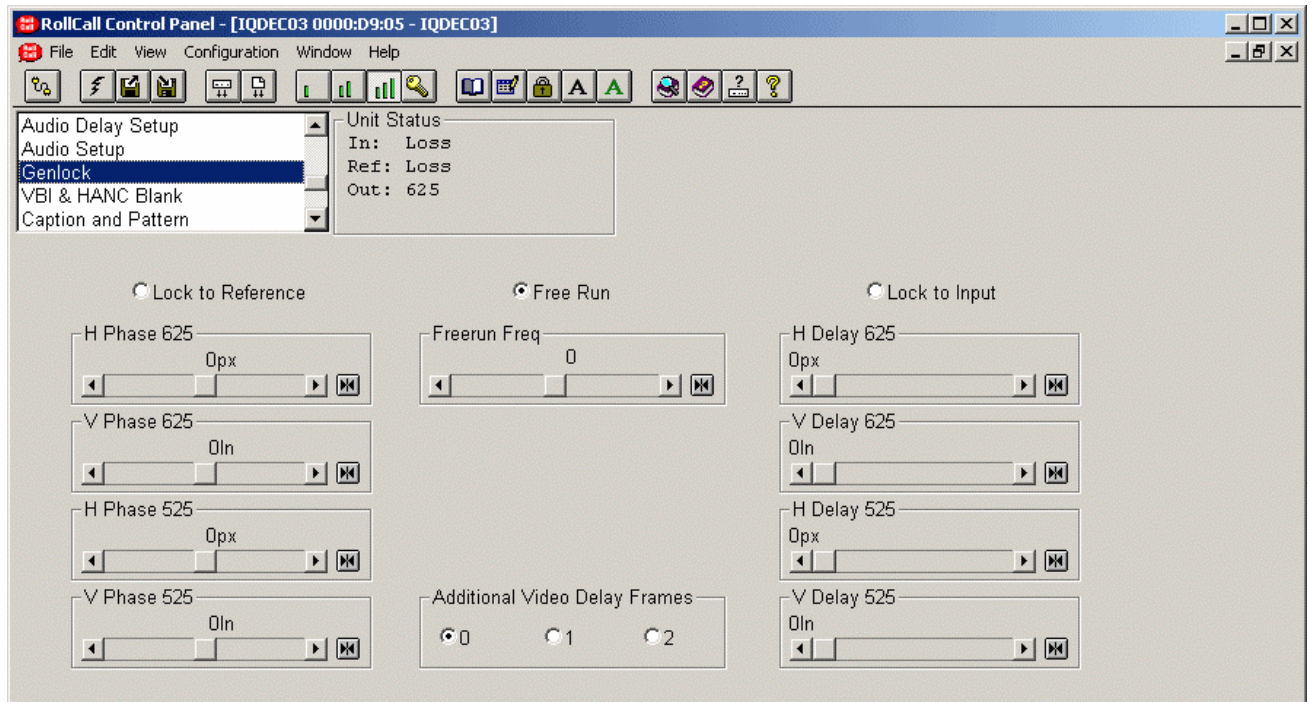 RollCall Control Panel - [IQDEC03 0000:D9:05 - IQDEC03]
File Edit View Configuration Window Help
A A ? ?
Audio Delay Setup
Audio Setup
Genlock
VBI & HANC Blank
Caption and Pattern
Unit Status
In: Loss
Ref: Loss
Out: 625
Lock to Reference
Free Run
Lock to Input
H Phase 625
0px
V Phase 625
0ln
H Phase 525
0px
V Phase 525
0ln
Freerun Freq
0
Additional Video Delay Frames
0 1 2
H Delay 625
0px
V Delay 625
0ln
H Delay 525
0px
V Delay 525
0ln